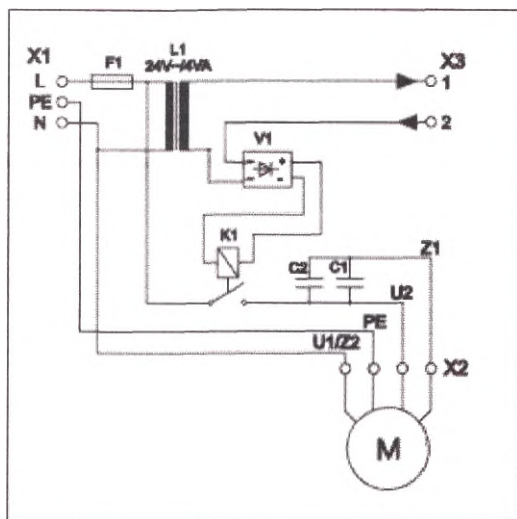 X1
L1
X3
24V~/4VA
F1
L
1
PE
N
2
V1
+
-
K1
C2
C1
Z1
U2
PE
U1/Z2
X2
M